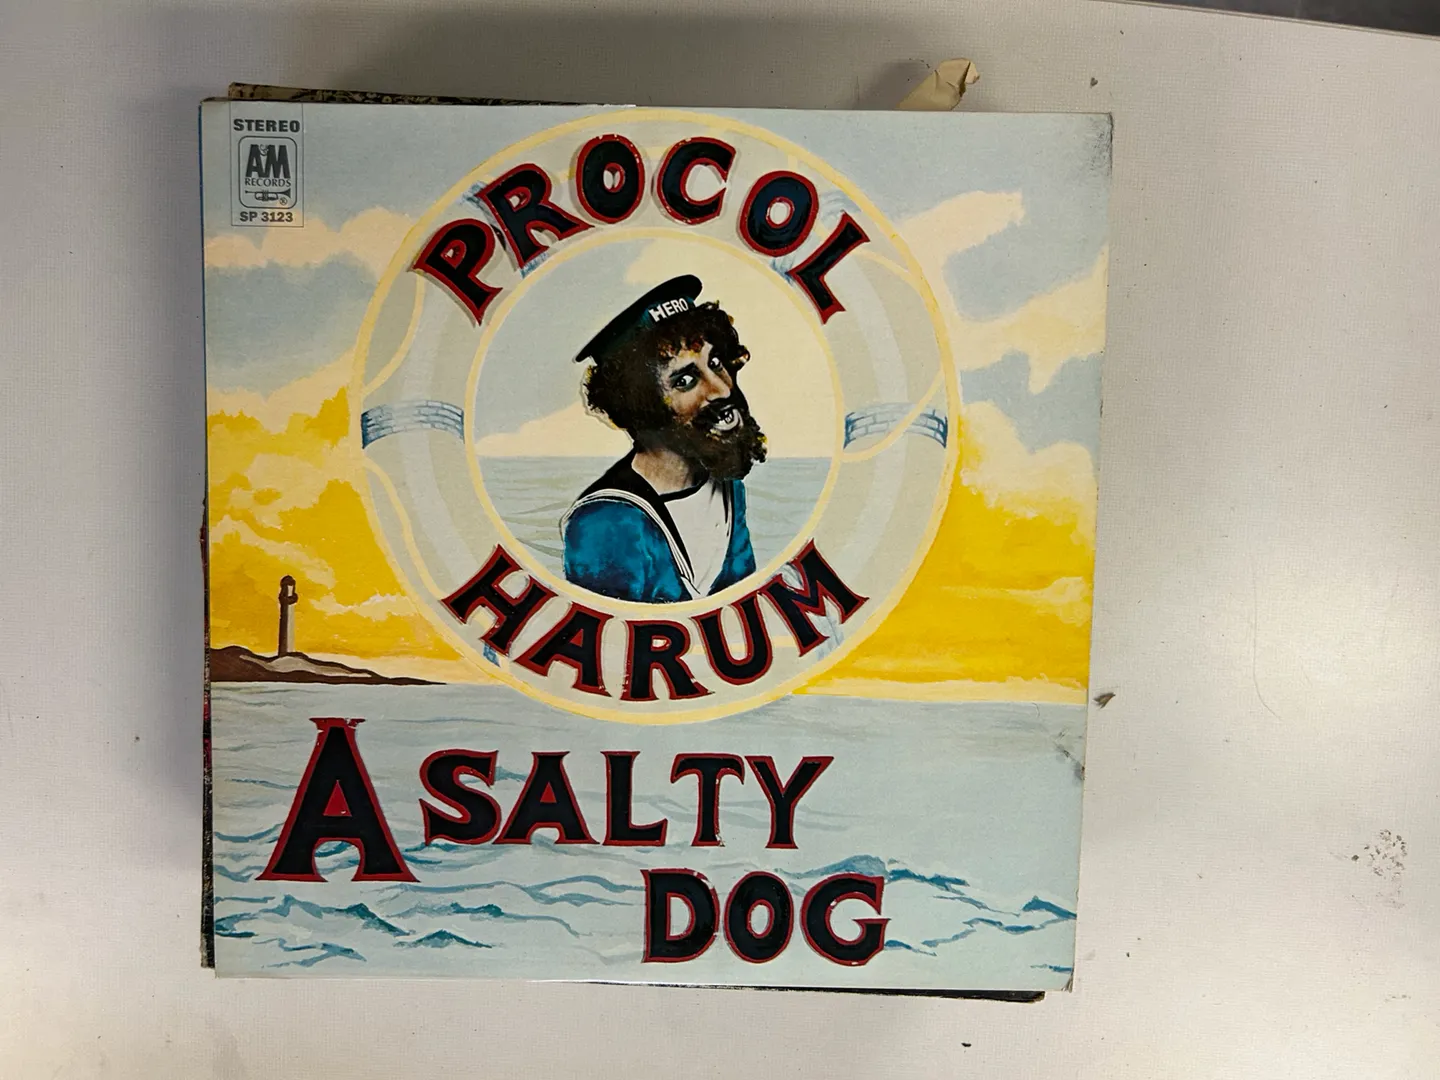 STEREO
A&M
RECORDS
®
SP 3123
PROCOL
HERO
HARUM
A SALTY
DOG